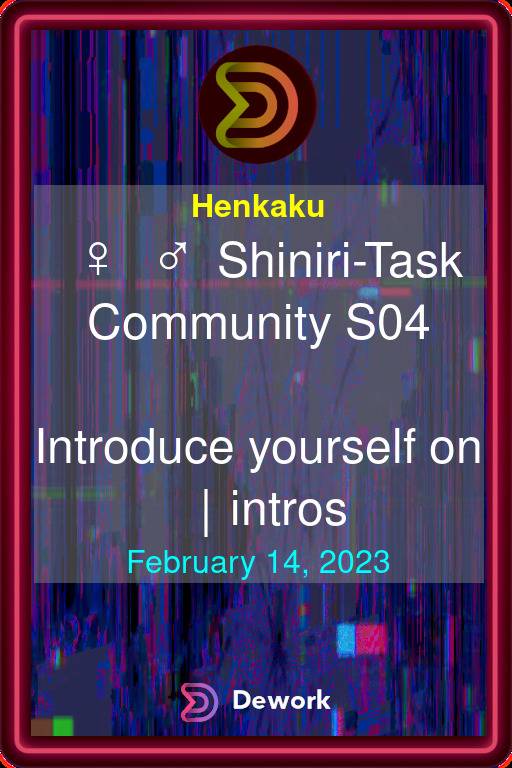 Henkaku
♀ ♂ Shiniri-Task
Community S04
Introduce yourself on
| intros
February 14, 2023
Dework